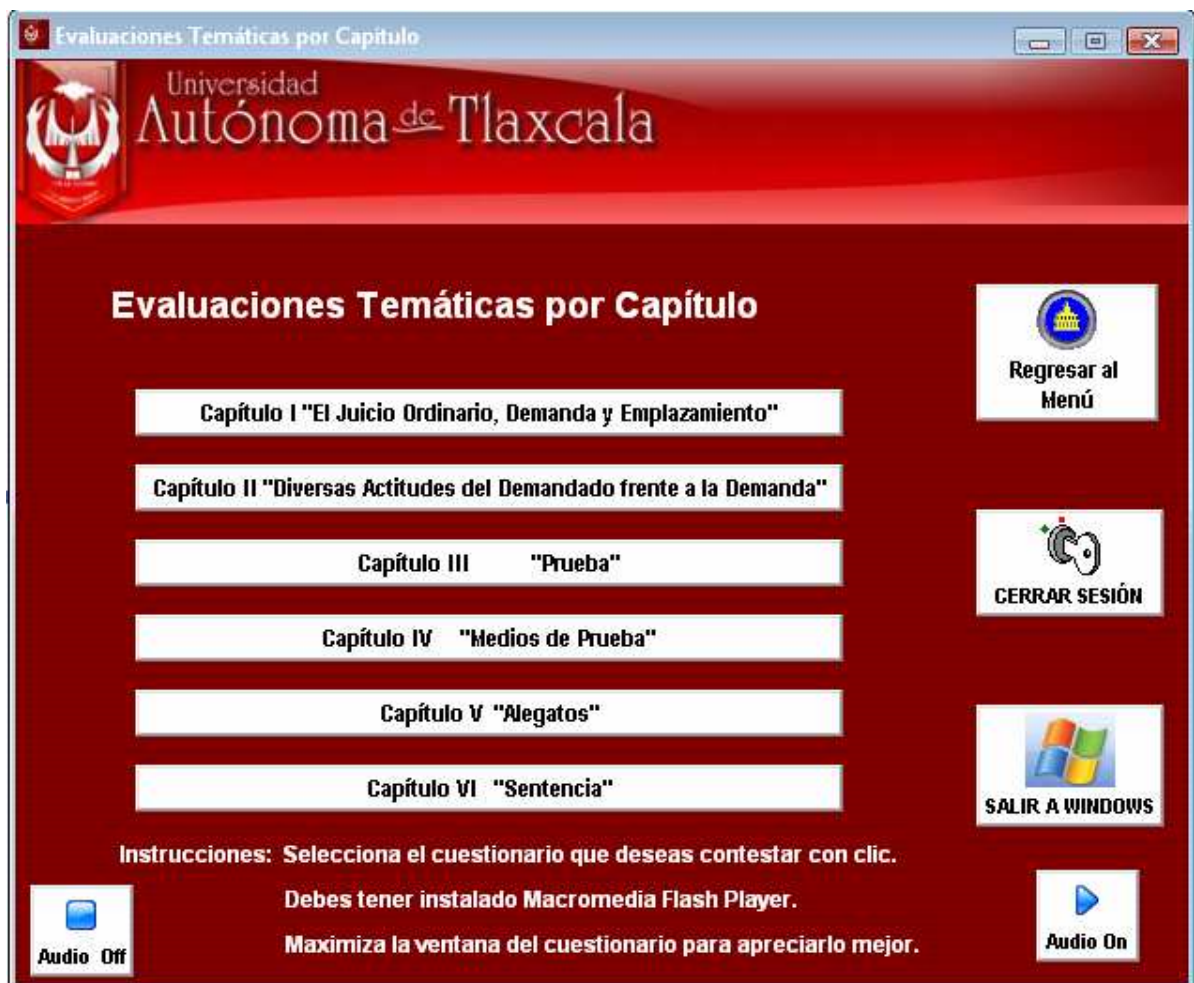 Evaluaciones Temáticas por Capítulo
Universidad
Autónoma de Tlaxcala
Evaluaciones Temáticas por Capítulo
Regresar al
Menú
Capítulo I "El Juicio Ordinario, Demanda y Emplazamiento"
Capítulo II "Diversas Actitudes del Demandado frente a la Demanda"
Capítulo III "Prueba"
CERRAR SESIÓN
Capítulo IV "Medios de Prueba"
Capítulo V "Alegatos"
Capítulo VI "Sentencia"
SALIR A WINDOWS
Instrucciones: Selecciona el cuestionario que deseas contestar con clic.
Debes tener instalado Macromedia Flash Player.
Maximiza la ventana del cuestionario para apreciarlo mejor.
Audio Off
Audio On